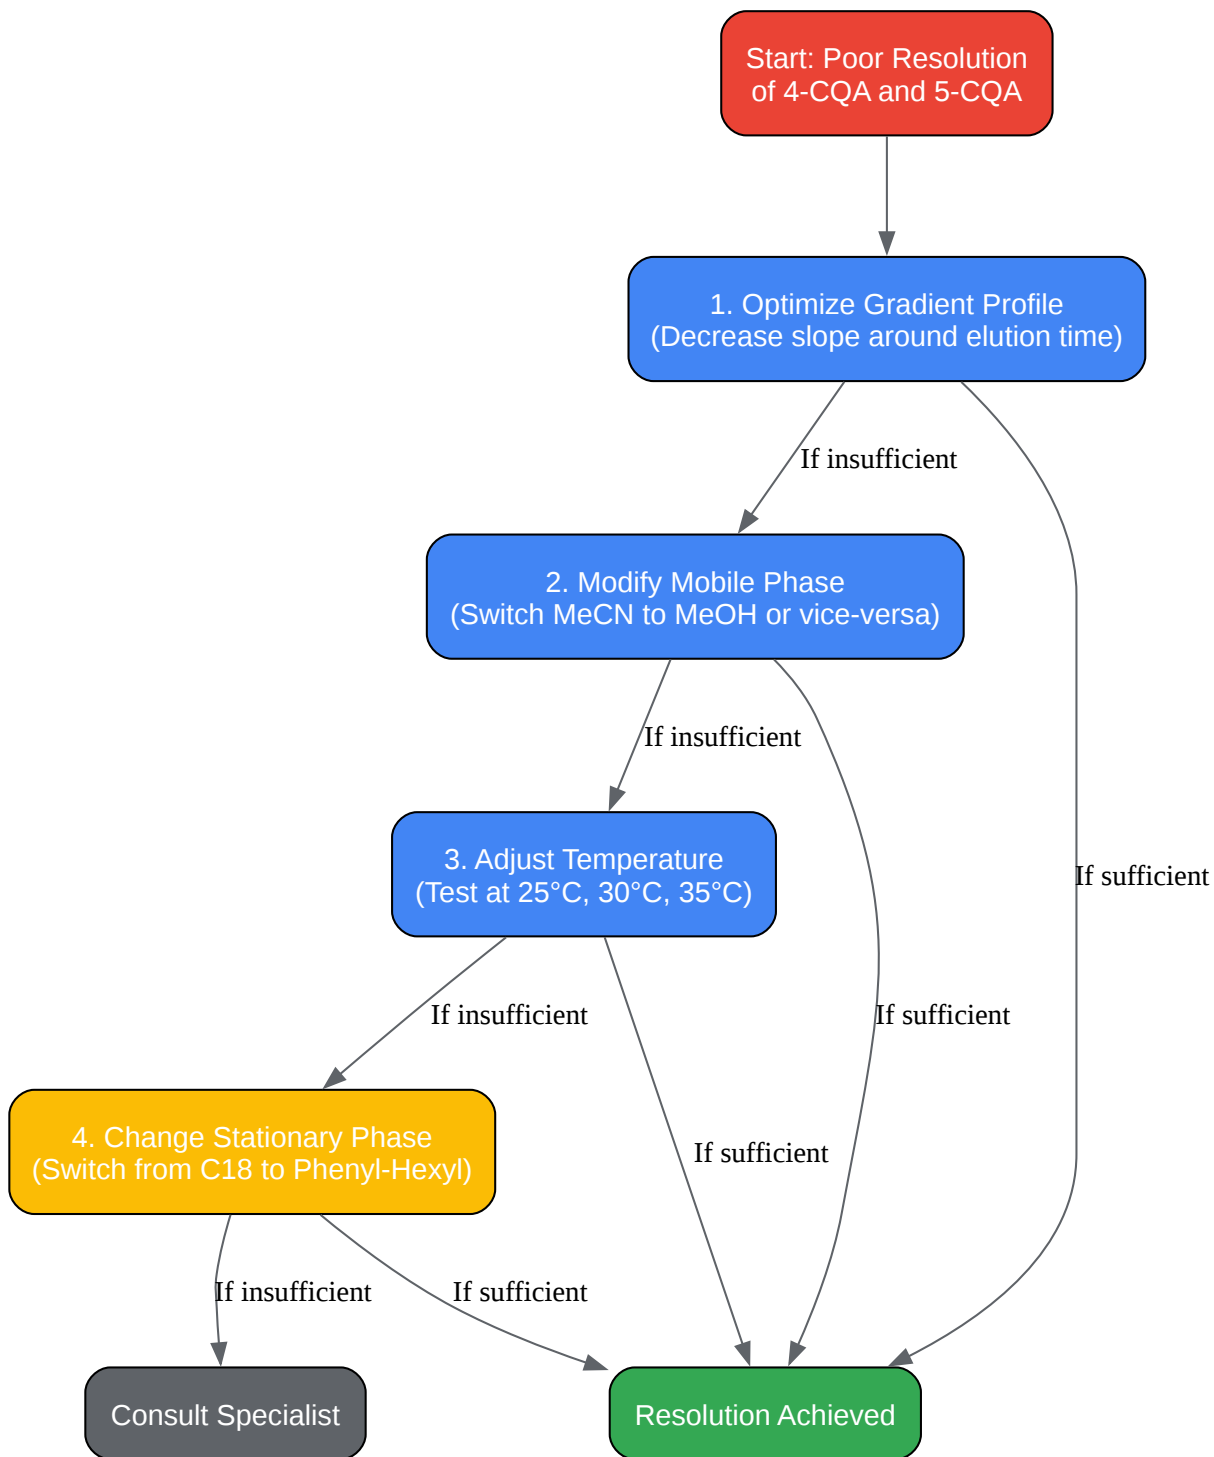 Start: Poor Resolution
of 4-CQA and 5-CQA
1. Optimize Gradient Profile
(Decrease slope around elution time)
If insufficient
2. Modify Mobile Phase
(Switch MeCN to MeOH or vice-versa)
If insufficient
3. Adjust Temperature
(Test at 25°C, 30°C, 35°C)
If sufficient
If insufficient
If sufficient
4. Change Stationary Phase
(Switch from C18 to Phenyl-Hexyl)
If sufficient
If insufficient
If sufficient
Consult Specialist
Resolution Achieved